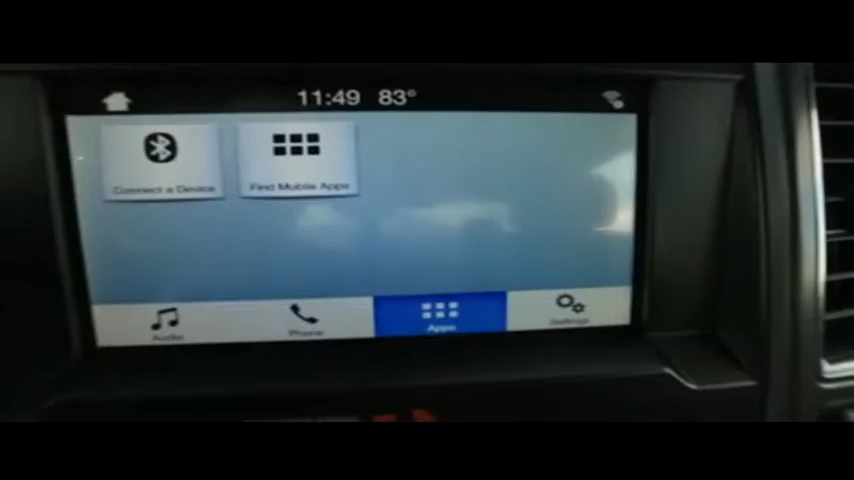 11:49 83°
Connect a Device
Find Mobile Apps
Audio
Phone
Apps
Settings